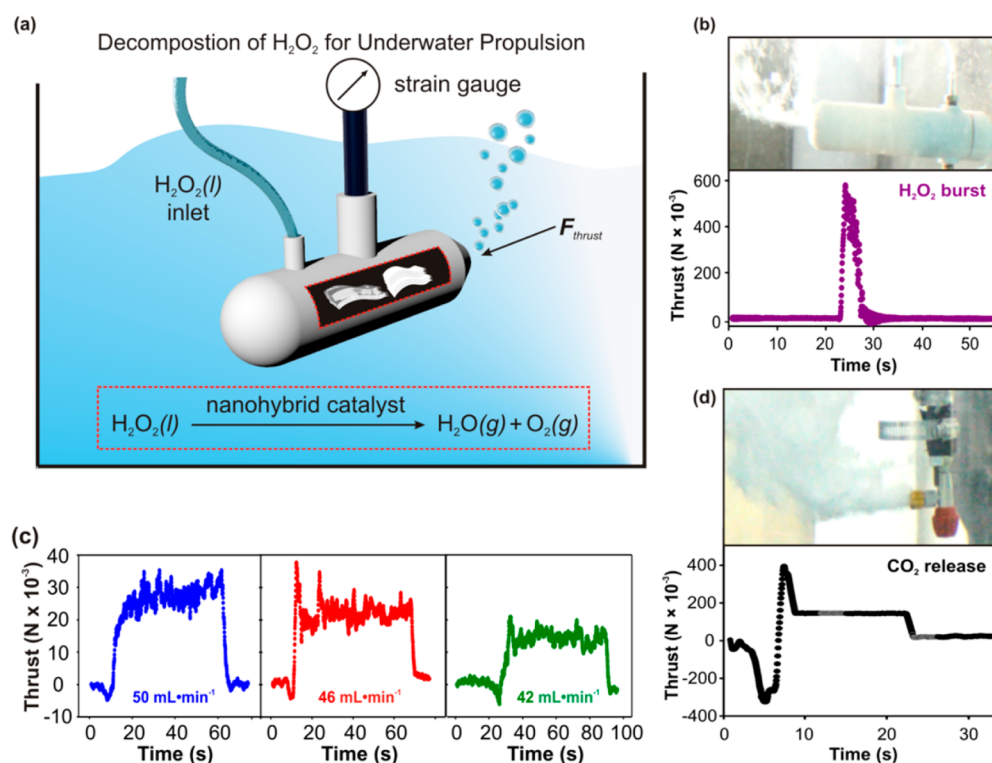 (a)
Decompostion of H₂O₂ for Underwater Propulsion
strain gauge
H₂O₂(l)
inlet
F thrust
nanohybrid catalyst
H₂O₂(l) → H₂O(g) + O₂(g)
(b)
600
400
200
0
Thrust (N × 10⁻³)
H₂O₂ burst
0 10 20 30 40 50
Time (s)
(c)
40
30
20
10
0
-10
Thrust (N x 10⁻³)
50 mL•min⁻¹
46 mL•min⁻¹
42 mL•min⁻¹
0 20 40 60
0 20 40 60
0 20 40 60 80 100
Time (s)
Time (s)
Time (s)
(d)
400
200
0
-200
-400
Thrust (N × 10⁻³)
CO₂ release
0 10 20 30
Time (s)